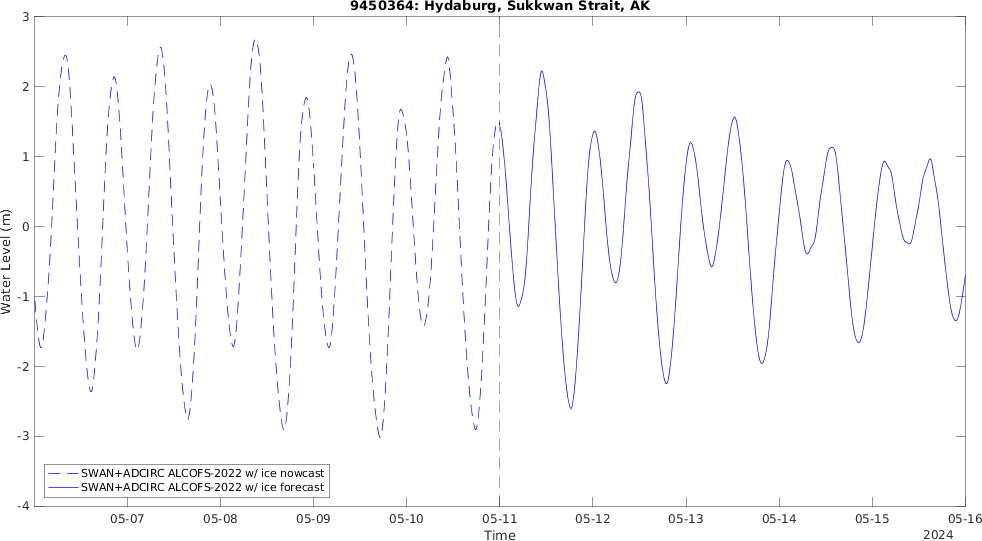 9450364: Hydaburg, Sukkwan Strait, AK
3
2
1
0
-1
-2
-3
-4
Water Level (m)
SWAN+ADCIRC ALCOFS-2022 w/ ice nowcast
SWAN+ADCIRC ALCOFS-2022 w/ ice forecast
05-07 05-08 05-09 05-10 05-11 05-12 05-13 05-14 05-15 05-16
Time
2024